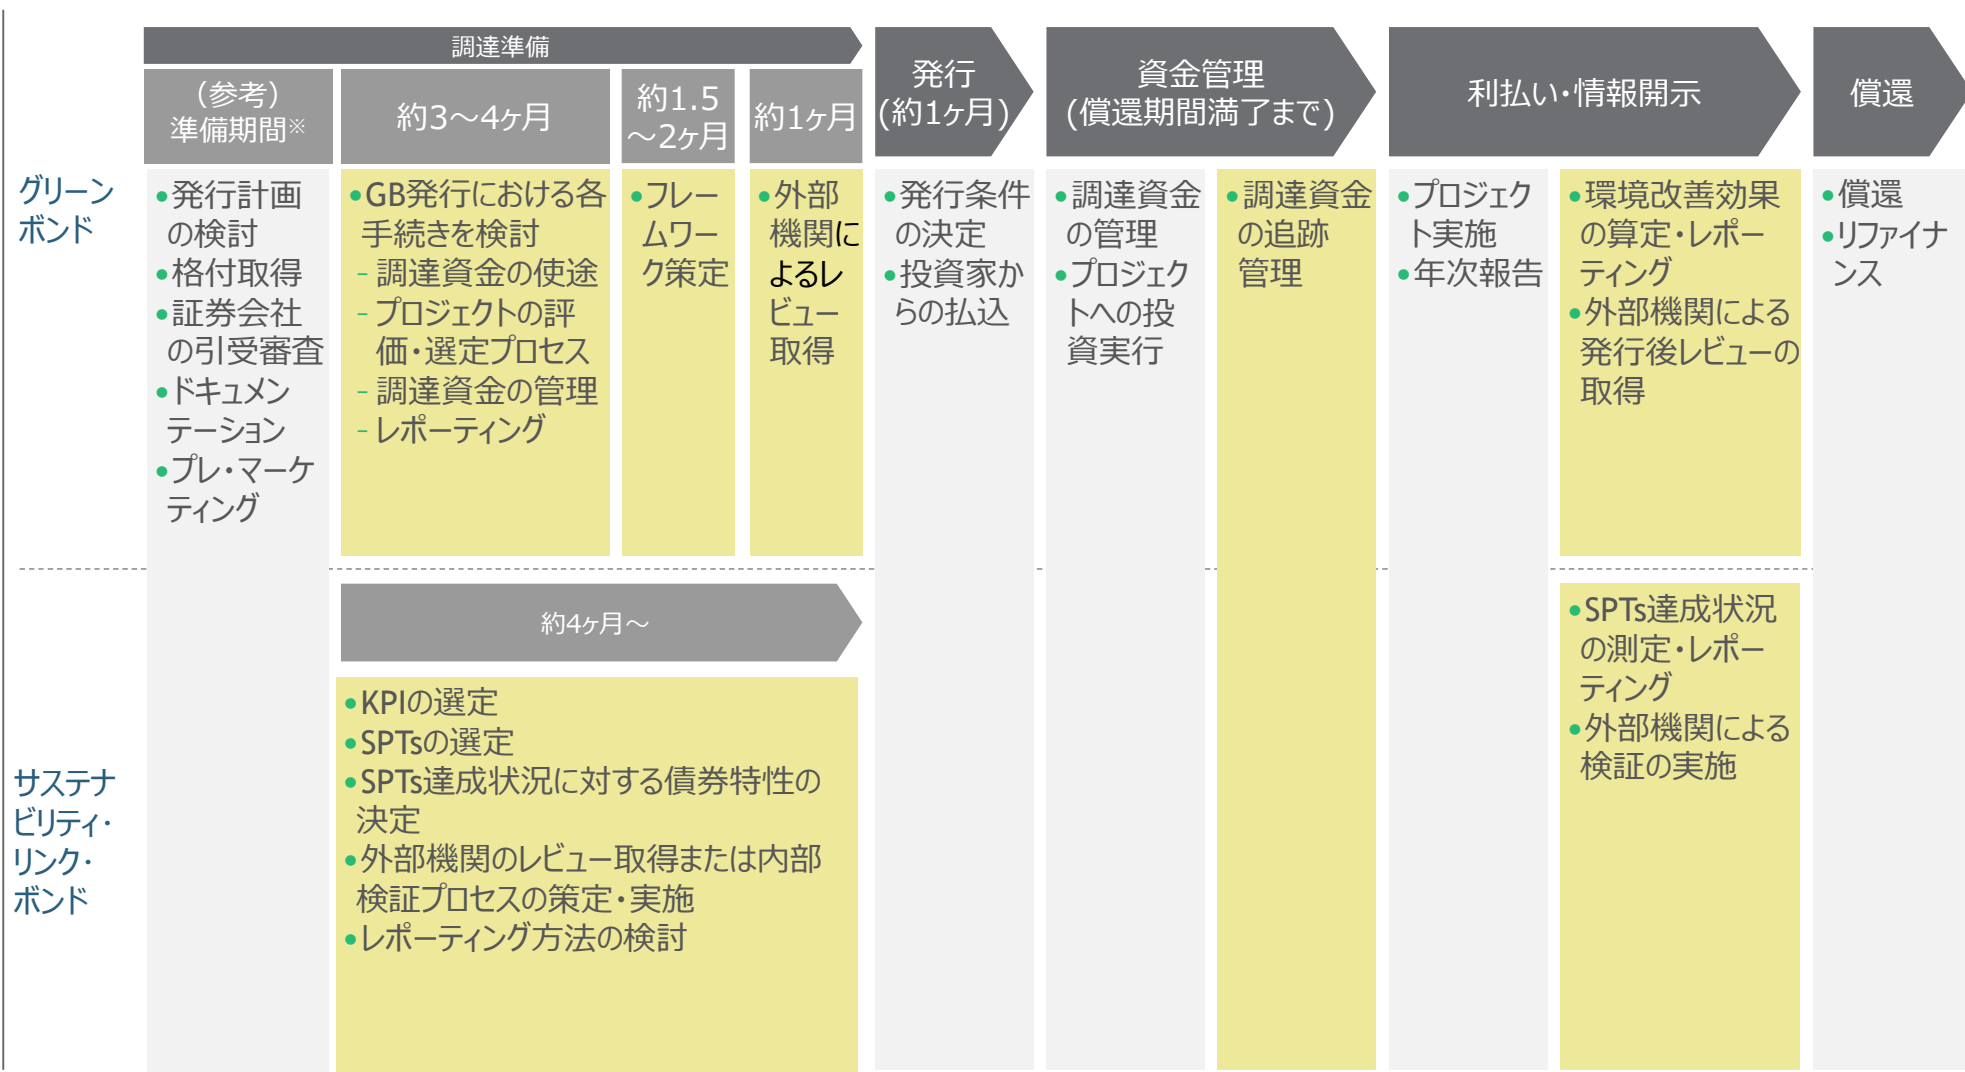 調達準備
（参考）
準備期間※
約3～4ヶ月
約1.5
～2ヶ月
約1ヶ月
発行
(約1ヶ月)
資金管理
(償還期間満了まで)
利払い・情報開示
償還
グリーン
ボンド
•発行計画
の検討
•格付取得
•証券会社
の引受審査
•ドキュメン
テーション
•プレ・マーケ
ティング
•GB発行における各
手続きを検討
- 調達資金の使途
- プロジェクトの評
価・選定プロセス
- 調達資金の管理
- レポーティング
•フレー
ムワー
ク策定
•外部
機関に
よるレ
ビュー
取得
•発行条件
の決定
•投資家か
らの払込
•調達資金
の管理
•プロジェク
トへの投
資実行
•調達資金
の追跡
管理
•プロジェク
ト実施
•年次報告
•環境改善効果
の算定・レポー
ティング
•外部機関による
発行後レビューの
取得
•償還
•リファイナ
ンス
サステナ
ビリティ・
リンク・
ボンド
約4ヶ月～
•KPIの選定
•SPTsの選定
•SPTs達成状況に対する債券特性の
決定
•外部機関のレビュー取得または内部
検証プロセスの策定・実施
•レポーティング方法の検討
•SPTs達成状況
の測定・レポー
ティング
•外部機関による
検証の実施